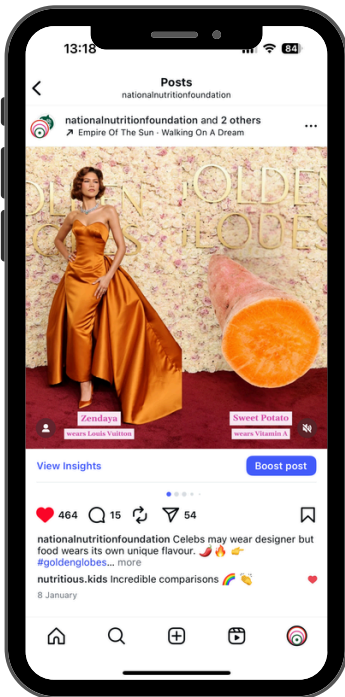 13:18
84
Posts
nationalnutritionfoundation
nationalnutritionfoundation and 2 others
Empire Of The Sun · Walking On A Dream
OLDEN
GLOBES
GOLDEN
GLOBES
Zendaya
wears Louis Vuitton
Sweet Potato
wears Vitamin A
View Insights
Boost post
464
15
54
nationalnutritionfoundation Celebs may wear designer but
food wears its own unique flavour. 🌶️🔥 👉
#goldenglobes... more
nutritious.kids Incredible comparisons 🌈 👏
8 January